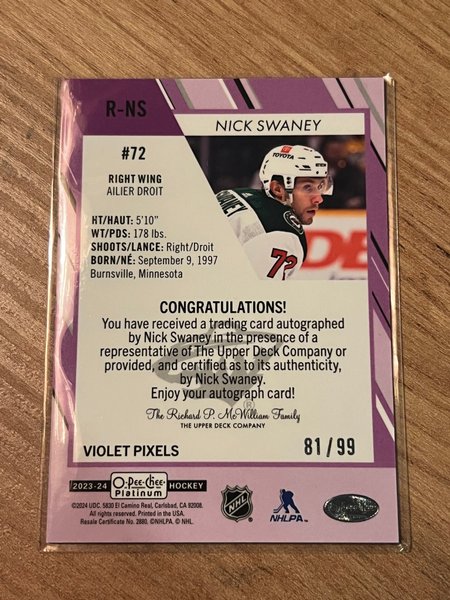 R-NS
NICK SWANEY
#72
RIGHT WING
AILIER DROIT
TOYOTA
HT/HAUT: 5'10"
WT/PDS: 178 lbs.
SHOOTS/LANCE: Right/Droit
BORN/NÉ: September 9, 1997
Burnsville, Minnesota
72
CONGRATULATIONS!
You have received a trading card autographed
by Nick Swaney in the presence of a
representative of The Upper Deck Company or
provided, and certified as to its authenticity,
by Nick Swaney.
Enjoy your autograph card!
®
The Richard P. McWilliam Family
THE UPPER DECK COMPANY
VIOLET PIXELS
81/99
2023-24 O-Pee-Chee Platinum HOCKEY
©2024 UDC. 5830 El Camino Real, Carlsbad, CA 92008.
All rights reserved. Printed in the USA.
Resale Certificate No. 2880. ©NHLPA. © NHL.
NHL
NHLPA